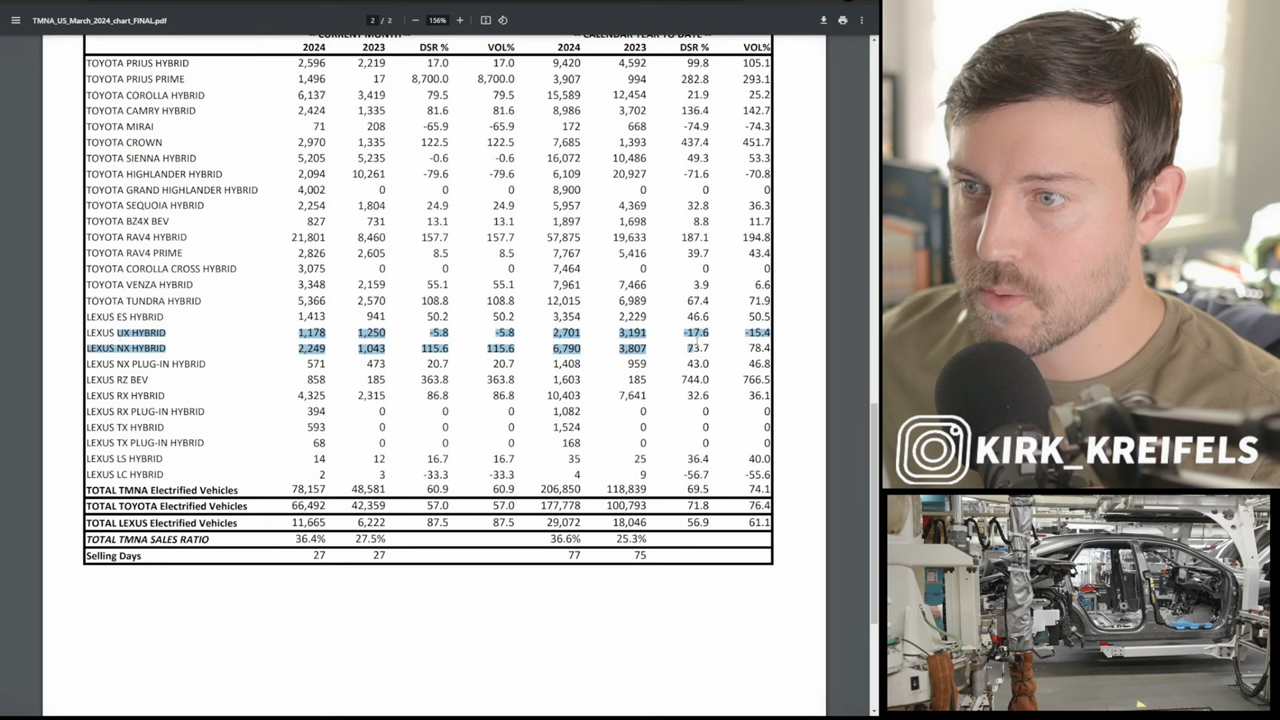 TMNA_US_March_2024_chart_FINAL.pdf 2 / 2 156%
-- CURRENT MONTH -- -- CALENDAR YEAR TO DATE --
2024 2023 DSR % VOL% 2024 2023 DSR % VOL%
TOYOTA PRIUS HYBRID 2,596 2,219 17.0 17.0 9,420 4,592 99.8 105.1
TOYOTA PRIUS PRIME 1,496 17 8,700.0 8,700.0 3,907 994 282.8 293.1
TOYOTA COROLLA HYBRID 6,137 3,419 79.5 79.5 15,589 12,454 21.9 25.2
TOYOTA CAMRY HYBRID 2,424 1,335 81.6 81.6 8,986 3,702 136.4 142.7
TOYOTA MIRAI 71 208 -65.9 -65.9 172 668 -74.9 -74.3
TOYOTA CROWN 2,970 1,335 122.5 122.5 7,685 1,393 437.4 451.7
TOYOTA SIENNA HYBRID 5,205 5,235 -0.6 -0.6 16,072 10,486 49.3 53.3
TOYOTA HIGHLANDER HYBRID 2,094 10,261 -79.6 -79.6 6,109 20,927 -71.6 -70.8
TOYOTA GRAND HIGHLANDER HYBRID 4,002 0 0 0 8,900 0 0 0
TOYOTA SEQUOIA HYBRID 2,254 1,804 24.9 24.9 5,957 4,369 32.8 36.3
TOYOTA BZ4X BEV 827 731 13.1 13.1 1,897 1,698 8.8 11.7
TOYOTA RAV4 HYBRID 21,801 8,460 157.7 157.7 57,875 19,633 187.1 194.8
TOYOTA RAV4 PRIME 2,826 2,605 8.5 8.5 7,767 5,416 39.7 43.4
TOYOTA COROLLA CROSS HYBRID 3,075 0 0 0 7,464 0 0 0
TOYOTA VENZA HYBRID 3,348 2,159 55.1 55.1 7,961 7,466 3.9 6.6
TOYOTA TUNDRA HYBRID 5,366 2,570 108.8 108.8 12,015 6,989 67.4 71.9
LEXUS ES HYBRID 1,413 941 50.2 50.2 3,354 2,229 46.6 50.5
LEXUS UX HYBRID 1,178 1,250 -5.8 -5.8 2,701 3,191 -17.6 -15.4
LEXUS NX HYBRID 2,249 1,043 115.6 115.6 6,790 3,807 73.7 78.4
LEXUS NX PLUG-IN HYBRID 571 473 20.7 20.7 1,408 959 43.0 46.8
LEXUS RZ BEV 858 185 363.8 363.8 1,603 185 744.0 766.5
LEXUS RX HYBRID 4,325 2,315 86.8 86.8 10,403 7,641 32.6 36.1
LEXUS RX PLUG-IN HYBRID 394 0 0 0 1,082 0 0 0
LEXUS TX HYBRID 593 0 0 0 1,524 0 0 0
LEXUS TX PLUG-IN HYBRID 68 0 0 0 168 0 0 0
LEXUS LS HYBRID 14 12 16.7 16.7 35 25 36.4 40.0
LEXUS LC HYBRID 2 3 -33.3 -33.3 4 9 -56.7 -55.6
TOTAL TMNA Electrified Vehicles 78,157 48,581 60.9 60.9 206,850 118,839 69.5 74.1
TOTAL TOYOTA Electrified Vehicles 66,492 42,359 57.0 57.0 177,778 100,793 71.8 76.4
TOTAL LEXUS Electrified Vehicles 11,665 6,222 87.5 87.5 29,072 18,046 56.9 61.1
TOTAL TMNA SALES RATIO 36.4% 27.5% 36.6% 25.3%
Selling Days 27 27 77 75
KIRK_KREIFELS